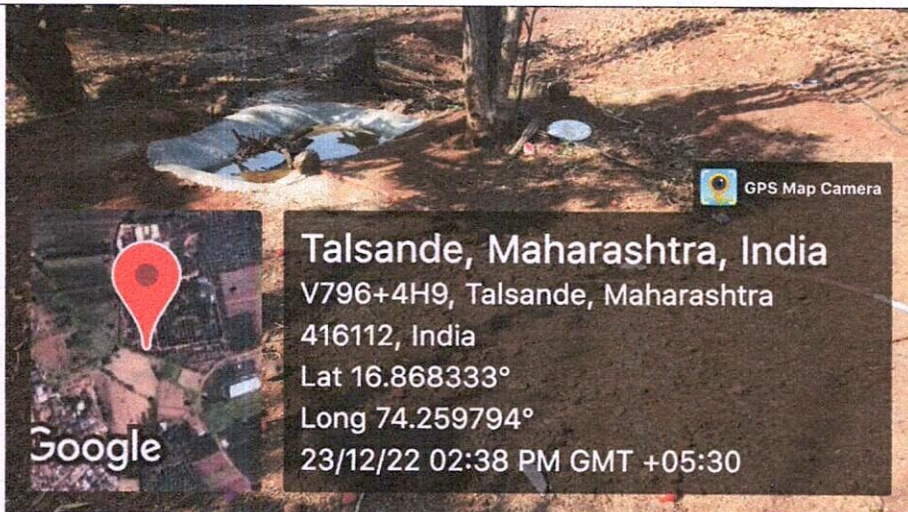 GPS Map Camera
Talsande, Maharashtra, India
V796+4H9, Talsande, Maharashtra
416112, India
Lat 16.868333°
Long 74.259794°
23/12/22 02:38 PM GMT +05:30
Google